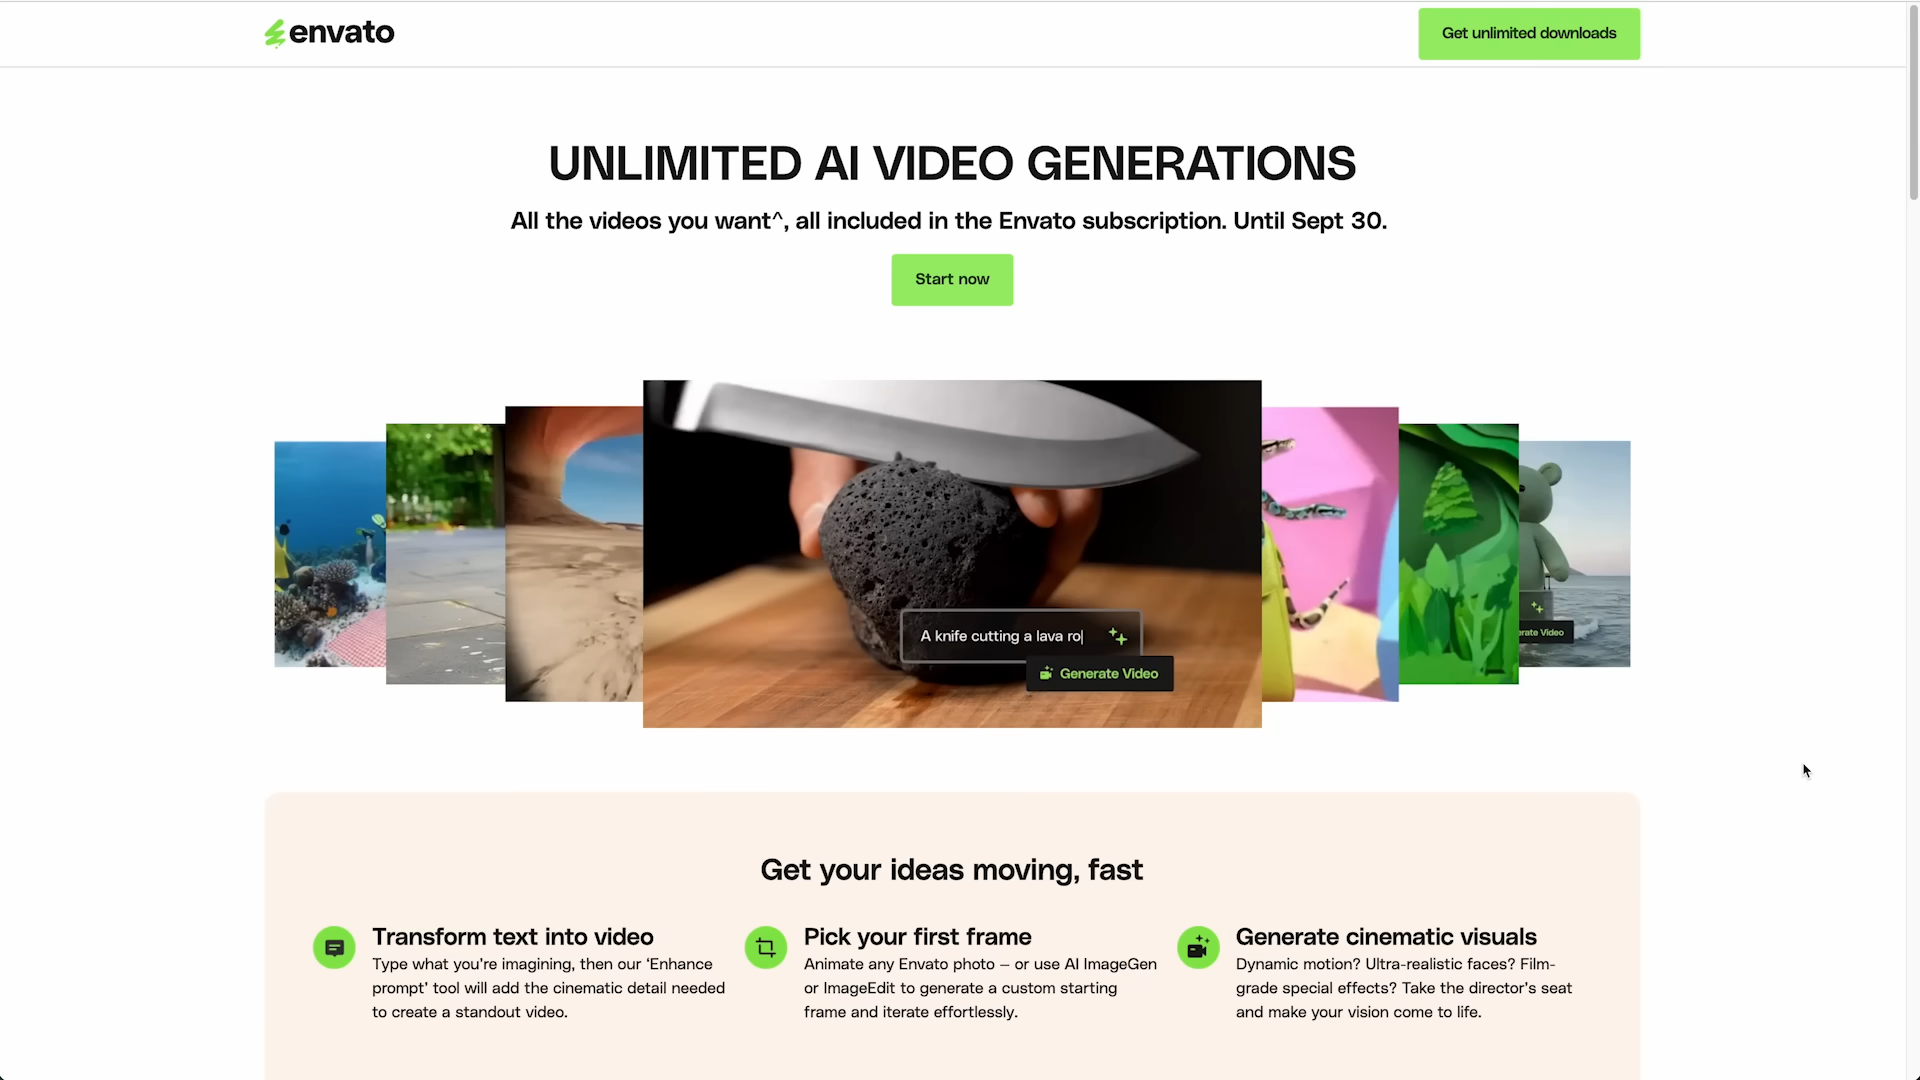 envato
Get unlimited downloads
UNLIMITED AI VIDEO GENERATIONS
All the videos you want^, all included in the Envato subscription. Until Sept 30.
Start now
A knife cutting a lava ro
Generate Video
erate Video
Get your ideas moving, fast
Transform text into video
Type what you're imagining, then our ‘Enhance
prompt’ tool will add the cinematic detail needed
to create a standout video.
Pick your first frame
Animate any Envato photo – or use AI ImageGen
or ImageEdit to generate a custom starting
frame and iterate effortlessly.
Generate cinematic visuals
Dynamic motion? Ultra-realistic faces? Film-
grade special effects? Take the director's seat
and make your vision come to life.